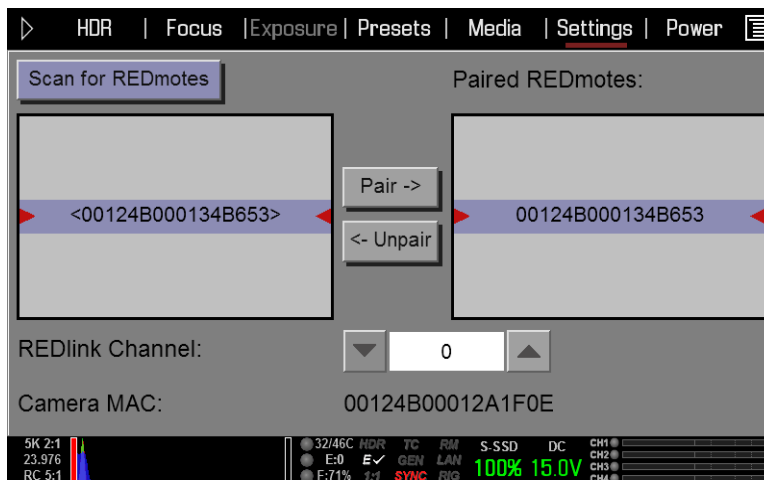 HDR | Focus |Exposure| Presets | Media | Settings | Power
Scan for REDmotes
Paired REDmotes:
<00124B000134B653>
Pair ->
<- Unpair
00124B000134B653
REDlink Channel:
0
Camera MAC:
00124B00012A1F0E
5K 2:1
23.976
RC 5:1
32/46C HDR TC RM
E:0 E✓ GEN LAN
F:71% 1:1 SYNC RIG
S-SSD
100%
DC
15.0V
CH1
CH2
CH3
CH4